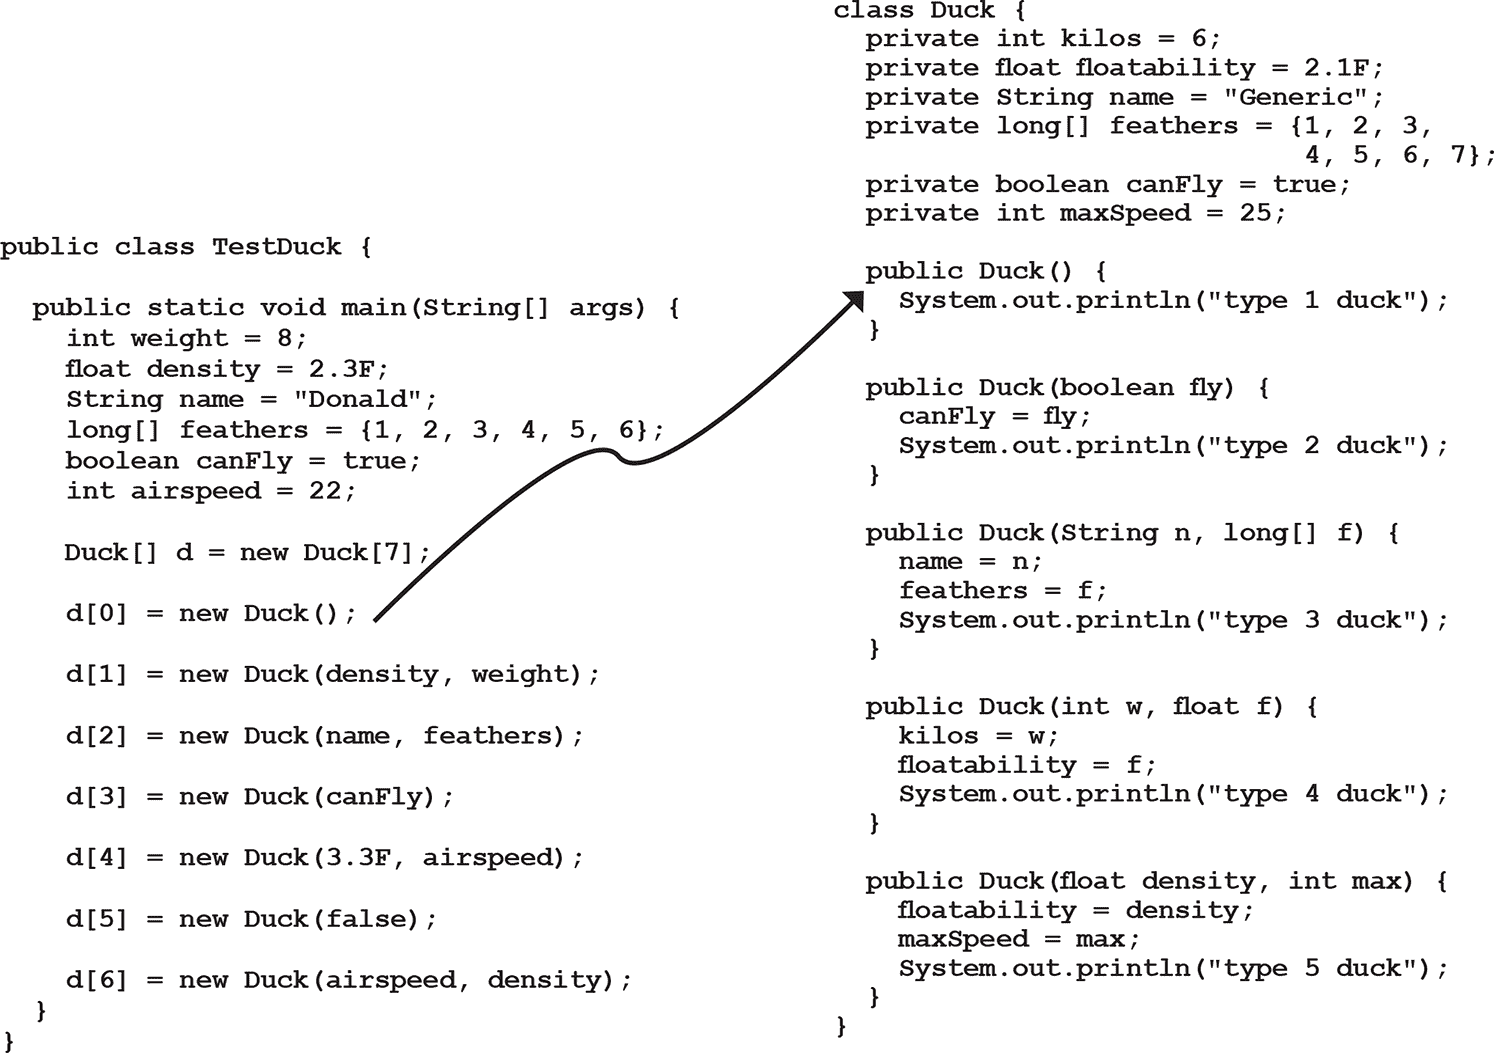 public class TestDuck {
  public static void main(String[] args) {
    int weight = 8;
    float density = 2.3F;
    String name = "Donald";
    long[] feathers = {1, 2, 3, 4, 5, 6};
    boolean canFly = true;
    int airspeed = 22;
    Duck[] d = new Duck[7];
    d[0] = new Duck();
    d[1] = new Duck(density, weight);
    d[2] = new Duck(name, feathers);
    d[3] = new Duck(canFly);
    d[4] = new Duck(3.3F, airspeed);
    d[5] = new Duck(false);
    d[6] = new Duck(airspeed, density);
  }
}
class Duck {
  private int kilos = 6;
  private float floatability = 2.1F;
  private String name = "Generic";
  private long[] feathers = {1, 2, 3,
                             4, 5, 6, 7};
  private boolean canFly = true;
  private int maxSpeed = 25;
  public Duck() {
    System.out.println("type 1 duck");
  }
  public Duck(boolean fly) {
    canFly = fly;
    System.out.println("type 2 duck");
  }
  public Duck(String n, long[] f) {
    name = n;
    feathers = f;
    System.out.println("type 3 duck");
  }
  public Duck(int w, float f) {
    kilos = w;
    floatability = f;
    System.out.println("type 4 duck");
  }
  public Duck(float density, int max) {
    floatability = density;
    maxSpeed = max;
    System.out.println("type 5 duck");
  }
}